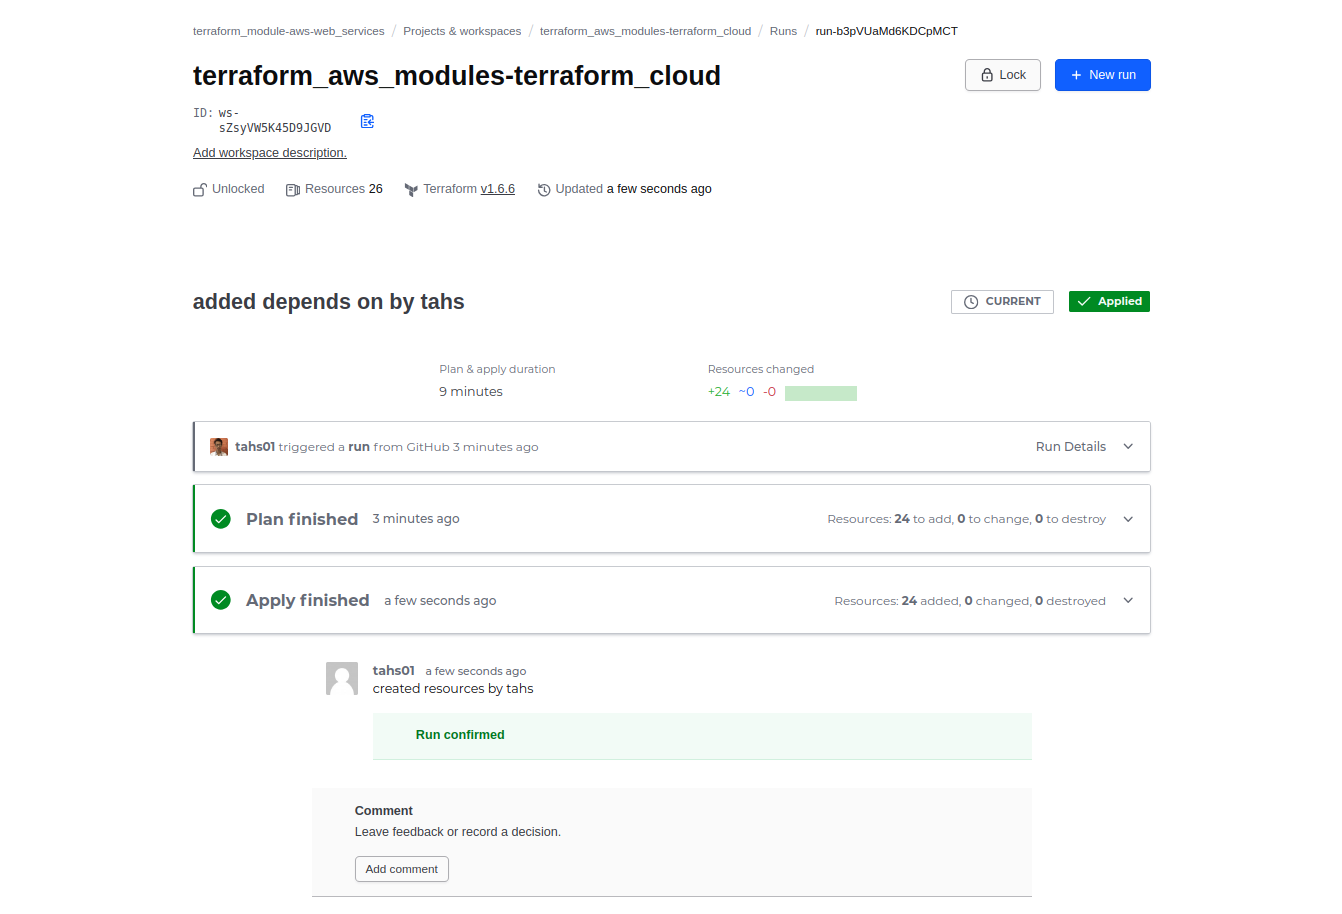 terraform_module-aws-web_services / Projects & workspaces / terraform_aws_modules-terraform_cloud / Runs / run-b3pVUaMd6KDCpMCT
terraform_aws_modules-terraform_cloud
Lock
New run
ID: ws-
sZsyVW5K45D9JGVD
Add workspace description.
Unlocked Resources 26 Terraform v1.6.6 Updated a few seconds ago
added depends on by tahs
CURRENT
Applied
Plan & apply duration
9 minutes
Resources changed
+24 ~0 -0
tahs01 triggered a run from GitHub 3 minutes ago
Run Details
Plan finished 3 minutes ago
Resources: 24 to add, 0 to change, 0 to destroy
Apply finished a few seconds ago
Resources: 24 added, 0 changed, 0 destroyed
tahs01 a few seconds ago
created resources by tahs
Run confirmed
Comment
Leave feedback or record a decision.
Add comment